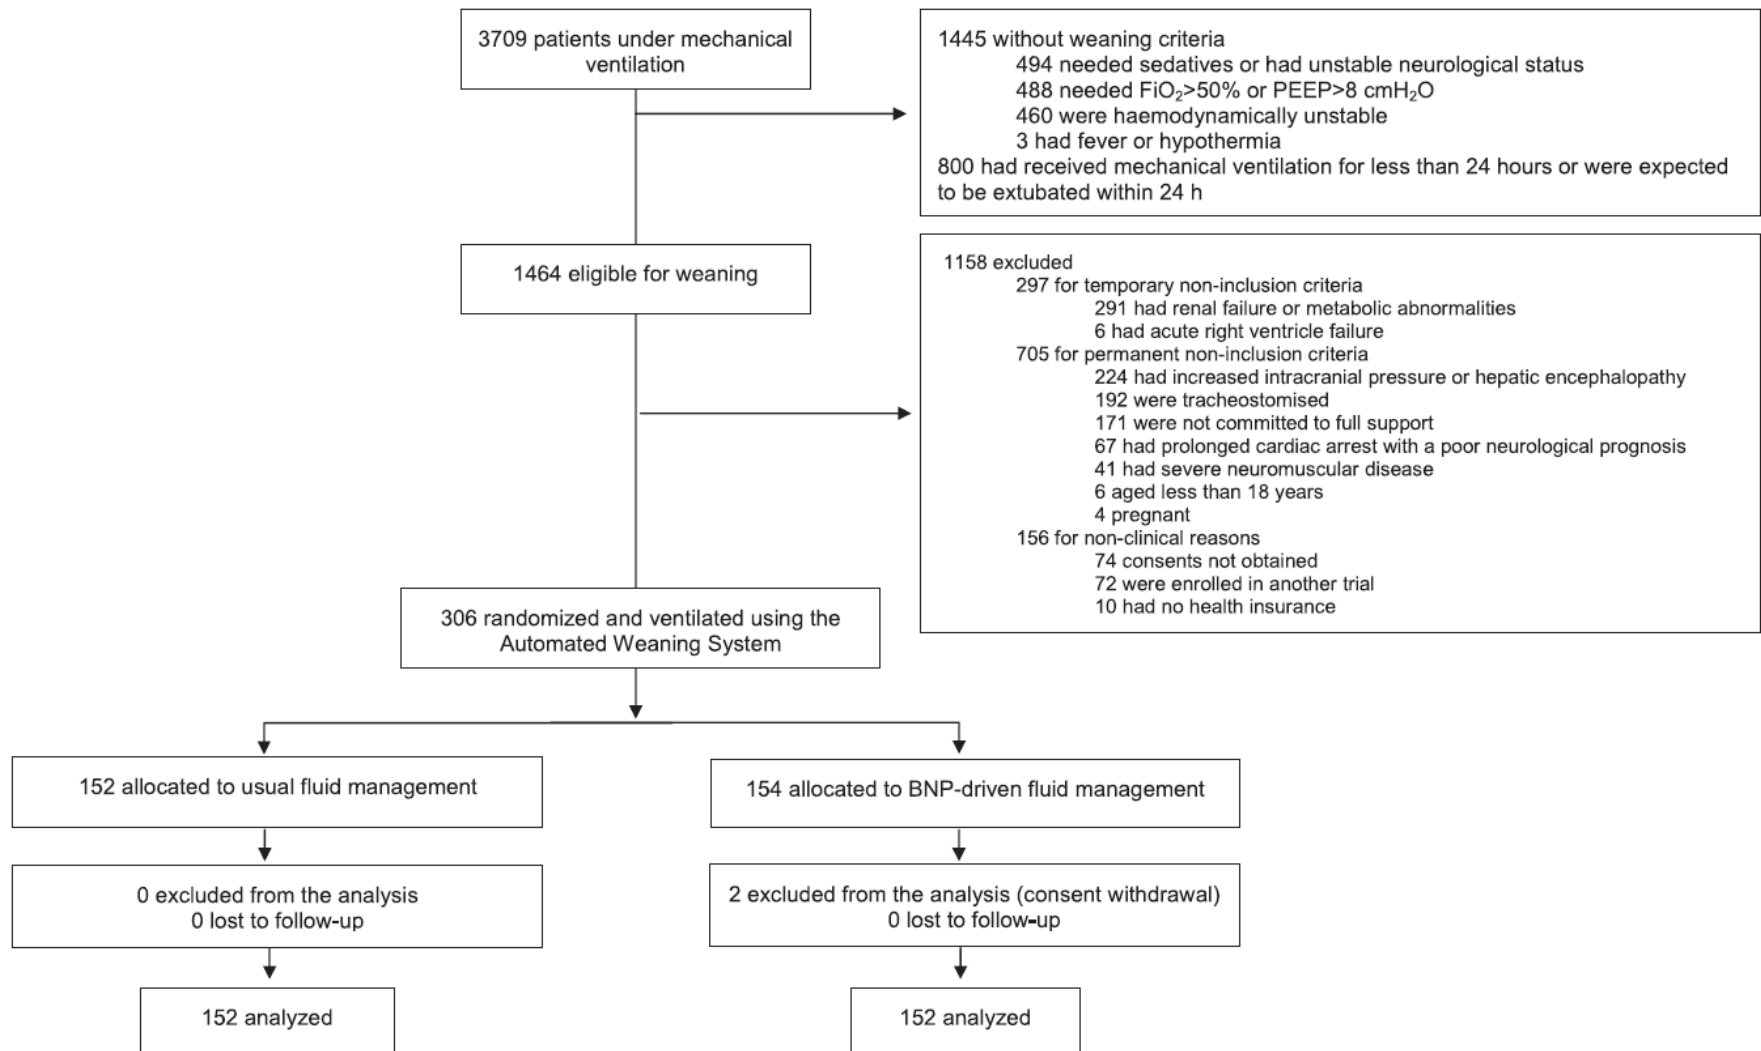 3709 patients under mechanical
ventilation
1445 without weaning criteria
494 needed sedatives or had unstable neurological status
488 needed FiO₂>50% or PEEP>8 cmH₂O
460 were haemodynamically unstable
3 had fever or hypothermia
800 had received mechanical ventilation for less than 24 hours or were expected
to be extubated within 24 h
1464 eligible for weaning
1158 excluded
297 for temporary non-inclusion criteria
291 had renal failure or metabolic abnormalities
6 had acute right ventricle failure
705 for permanent non-inclusion criteria
224 had increased intracranial pressure or hepatic encephalopathy
192 were tracheostomised
171 were not committed to full support
67 had prolonged cardiac arrest with a poor neurological prognosis
41 had severe neuromuscular disease
6 aged less than 18 years
4 pregnant
156 for non-clinical reasons
74 consents not obtained
72 were enrolled in another trial
10 had no health insurance
306 randomized and ventilated using the
Automated Weaning System
152 allocated to usual fluid management
154 allocated to BNP-driven fluid management
0 excluded from the analysis
0 lost to follow-up
2 excluded from the analysis (consent withdrawal)
0 lost to follow-up
152 analyzed
152 analyzed